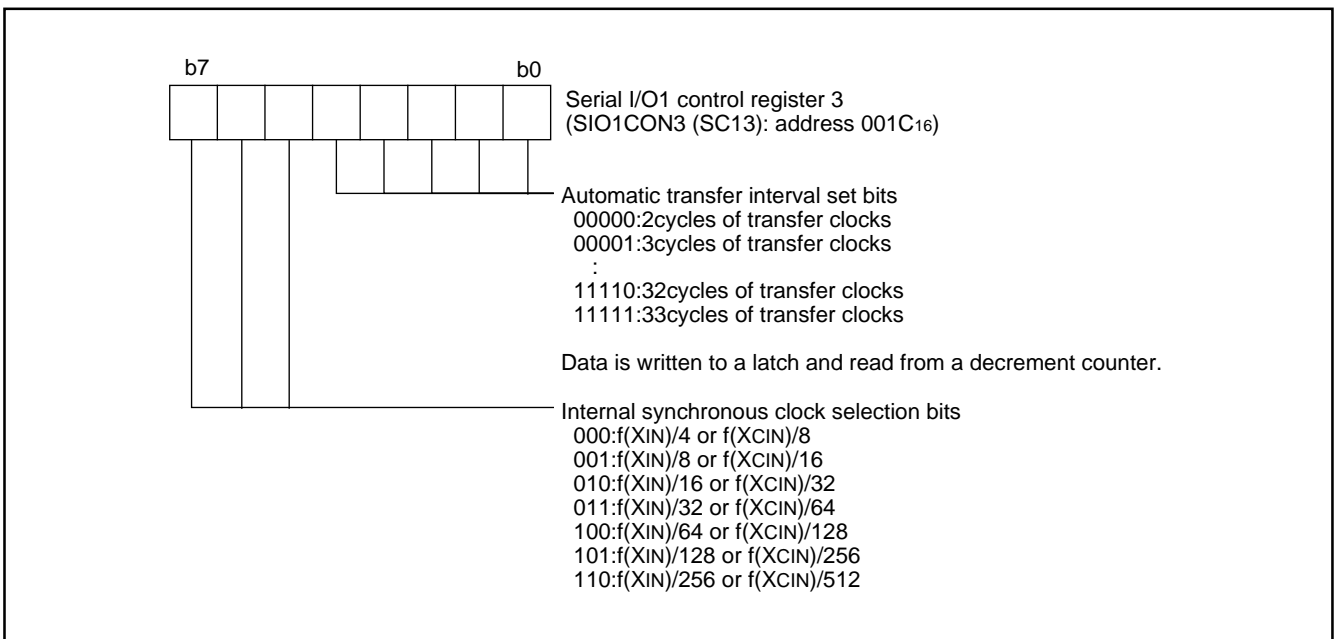 b7 b0
Serial I/O1 control register 3
(SIO1CON3 (SC13): address 001C16)
Automatic transfer interval set bits
00000:2cycles of transfer clocks
00001:3cycles of transfer clocks
:
11110:32cycles of transfer clocks
11111:33cycles of transfer clocks
Data is written to a latch and read from a decrement counter.
Internal synchronous clock selection bits
000:f(XIN)/4 or f(XCIN)/8
001:f(XIN)/8 or f(XCIN)/16
010:f(XIN)/16 or f(XCIN)/32
011:f(XIN)/32 or f(XCIN)/64
100:f(XIN)/64 or f(XCIN)/128
101:f(XIN)/128 or f(XCIN)/256
110:f(XIN)/256 or f(XCIN)/512